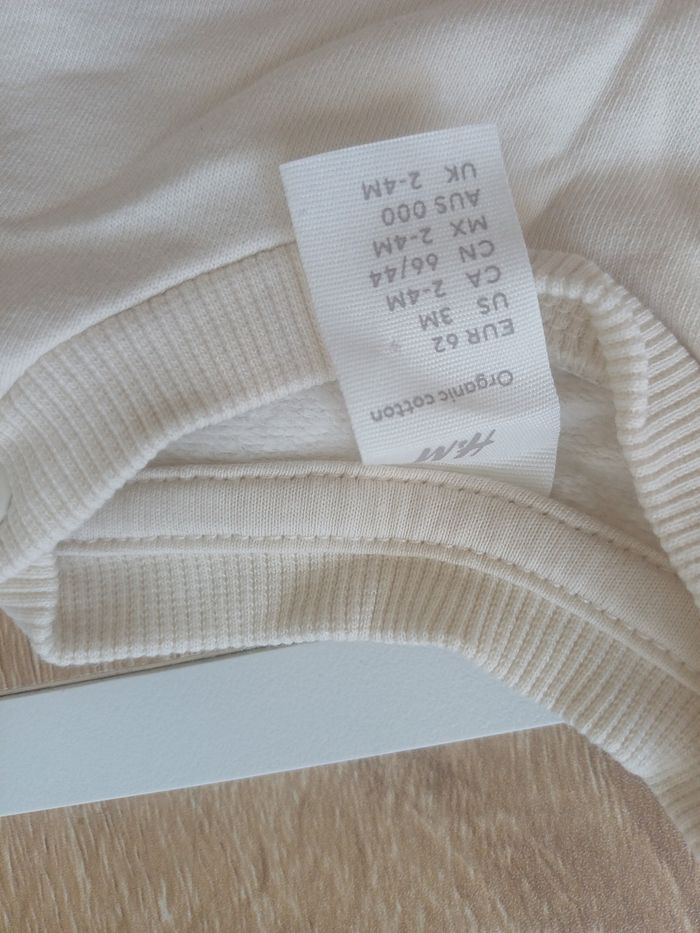 H&M
Organic cotton
EUR 62
US 3M
CA 2-4M
CN 66/44
MX 2-4M
AUS 000
UK 2-4M